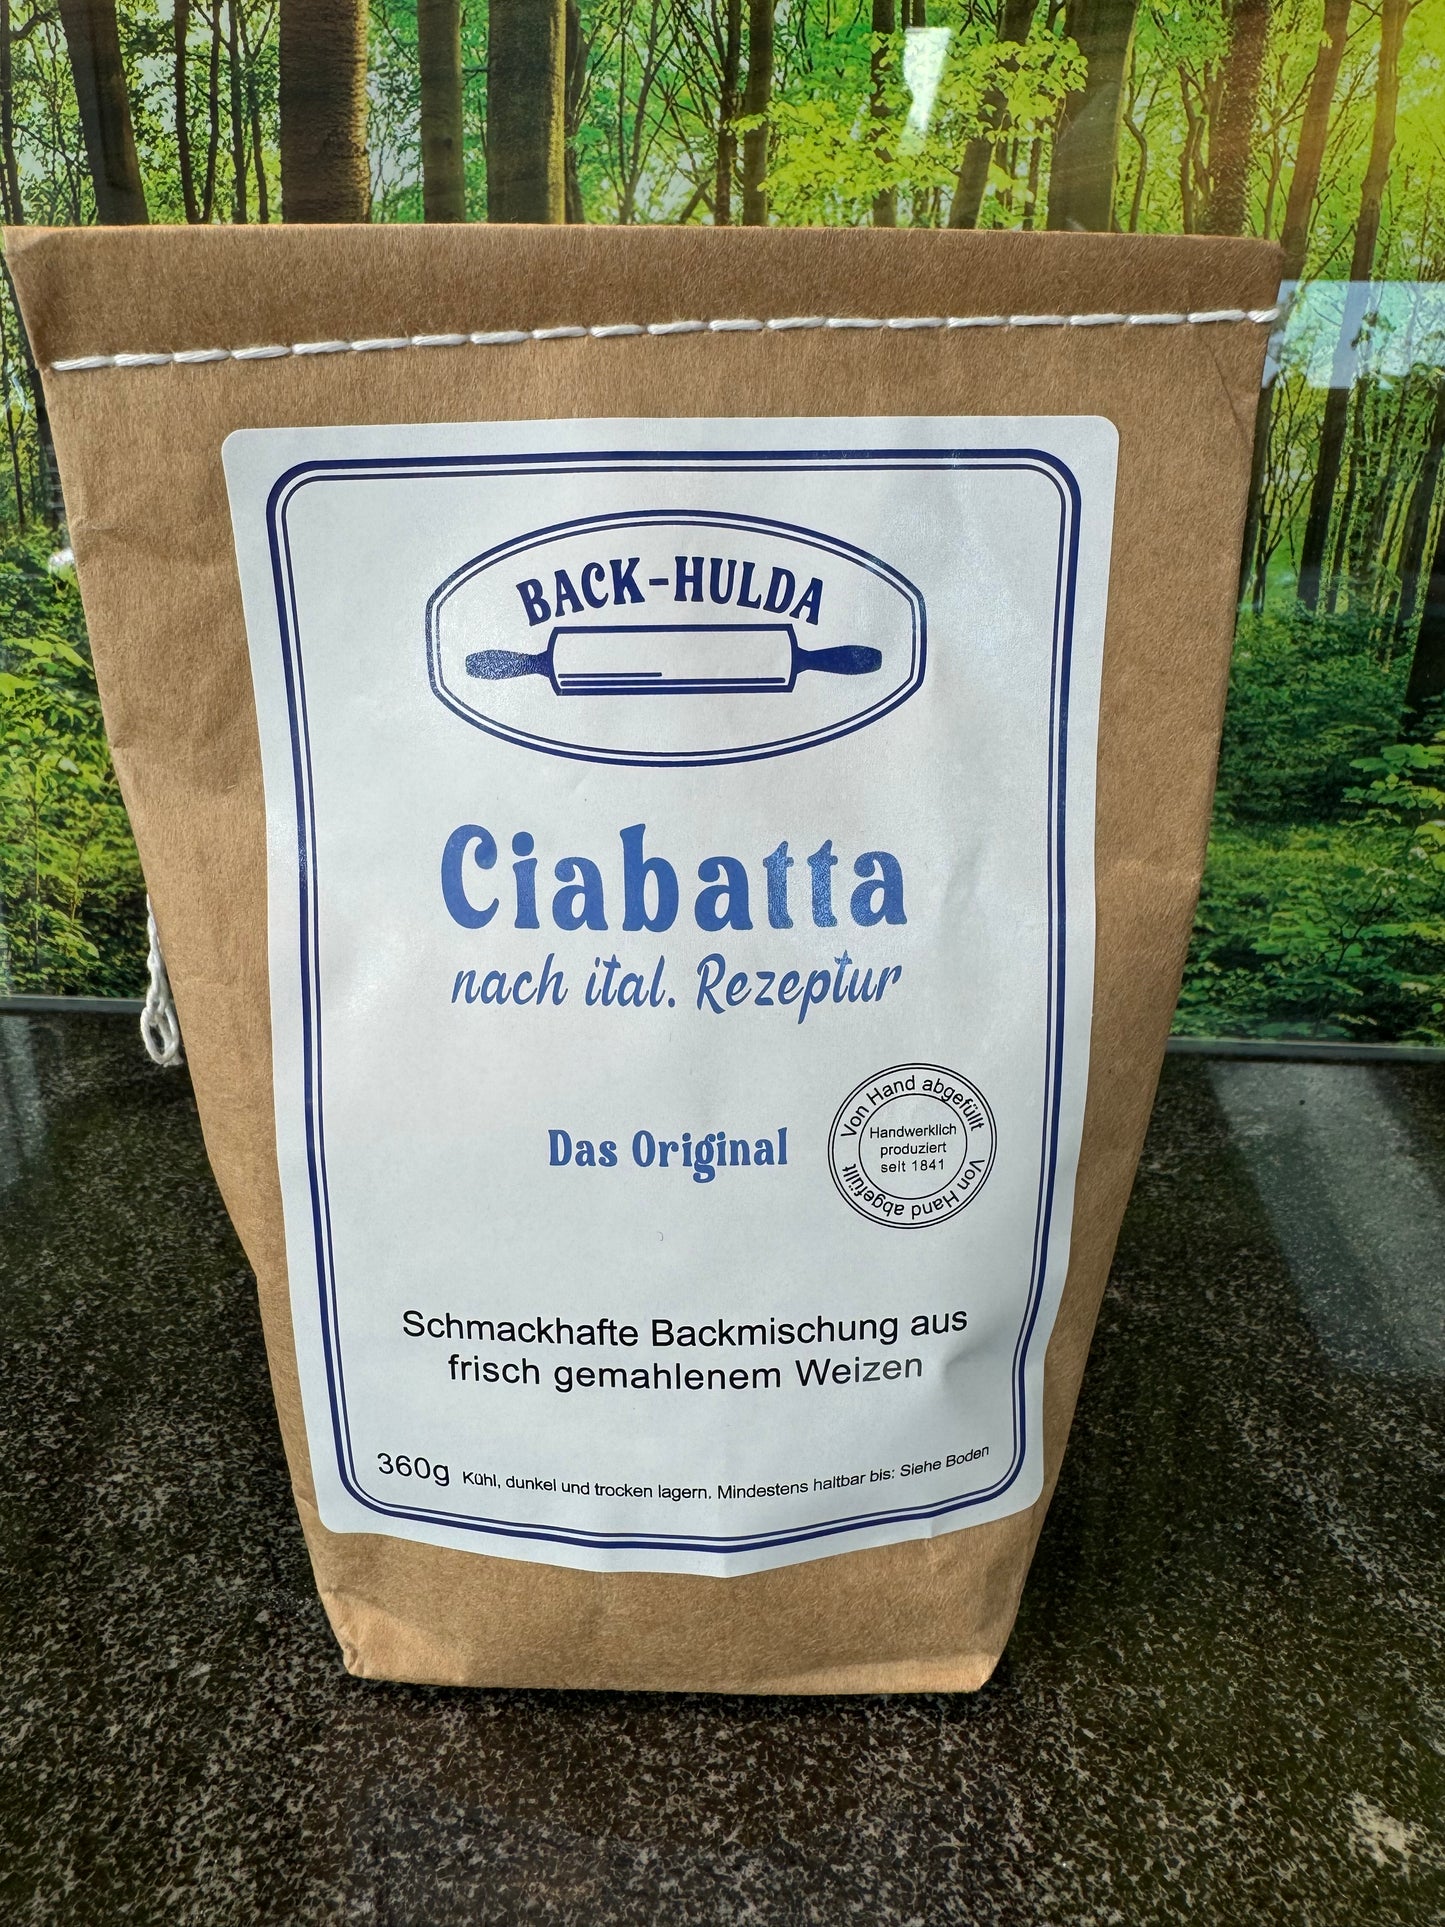 BACK-HULDA
Ciabatta
nach ital. Rezeptur
Das Original
Von Hand abgefüllt
Handwerklich
produziert
seit 1841
Von Hand abgefüllt
Schmackhafte Backmischung aus
frisch gemahlenem Weizen
360g Kühl, dunkel und trocken lagern. Mindestens haltbar bis: Siehe Boden